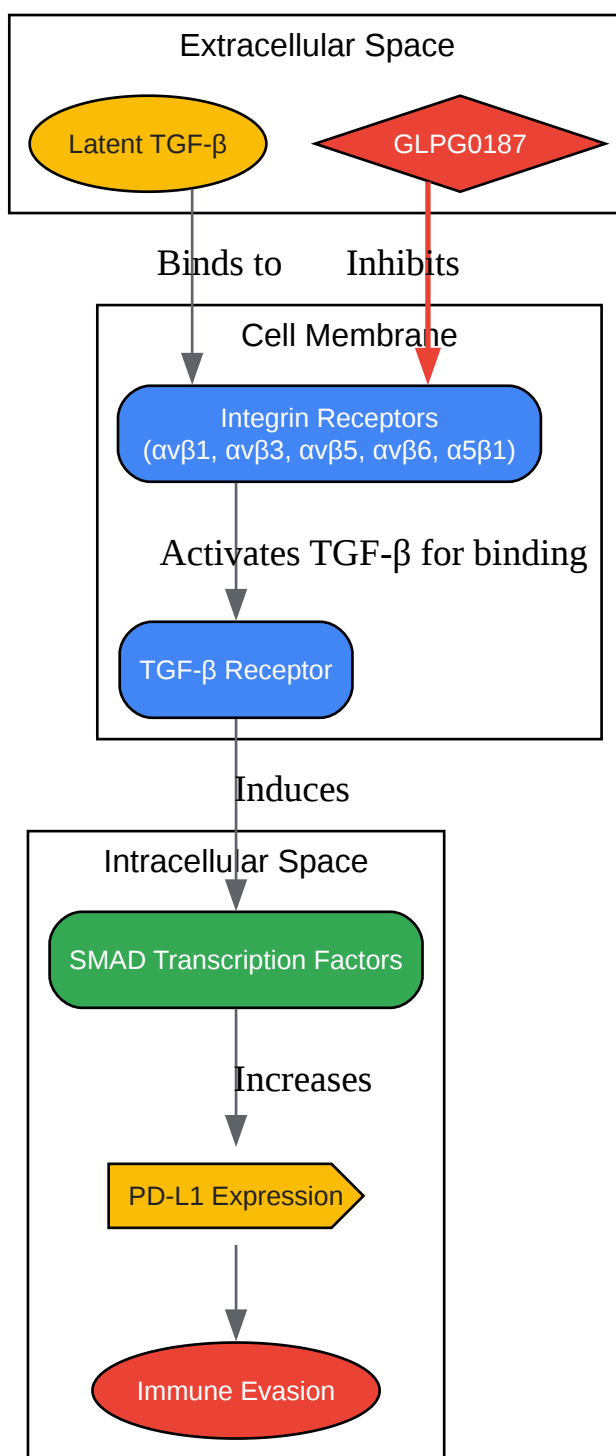 Extracellular Space
Latent TGF-β
GLPG0187
Binds to
Inhibits
Cell Membrane
Integrin Receptors
(αvβ1, αvβ3, αvβ5, αvβ6, α5β1)
Activates TGF-β for binding
TGF-β Receptor
Induces
Intracellular Space
SMAD Transcription Factors
Increases
PD-L1 Expression
Immune Evasion